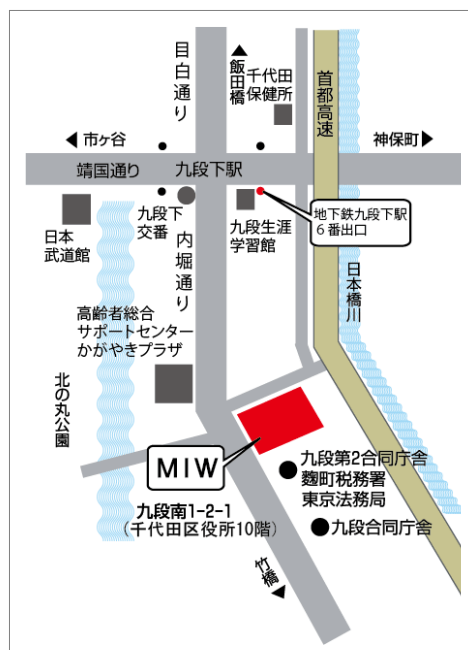 目白通り
飯田橋
千代田
保健所
首都高速
市ヶ谷
神保町
靖国通り
九段下駅
地下鉄九段下駅
6番出口
日本
武道館
九段下
交番
内堀通り
九段生涯
学習館
日本橋川
高齢者総合
サポートセンター
かがやきプラザ
北の丸公園
MIW
九段南1-2-1
(千代田区役所10階)
九段第2合同庁舎
麴町税務署
東京法務局
九段合同庁舎
竹橋